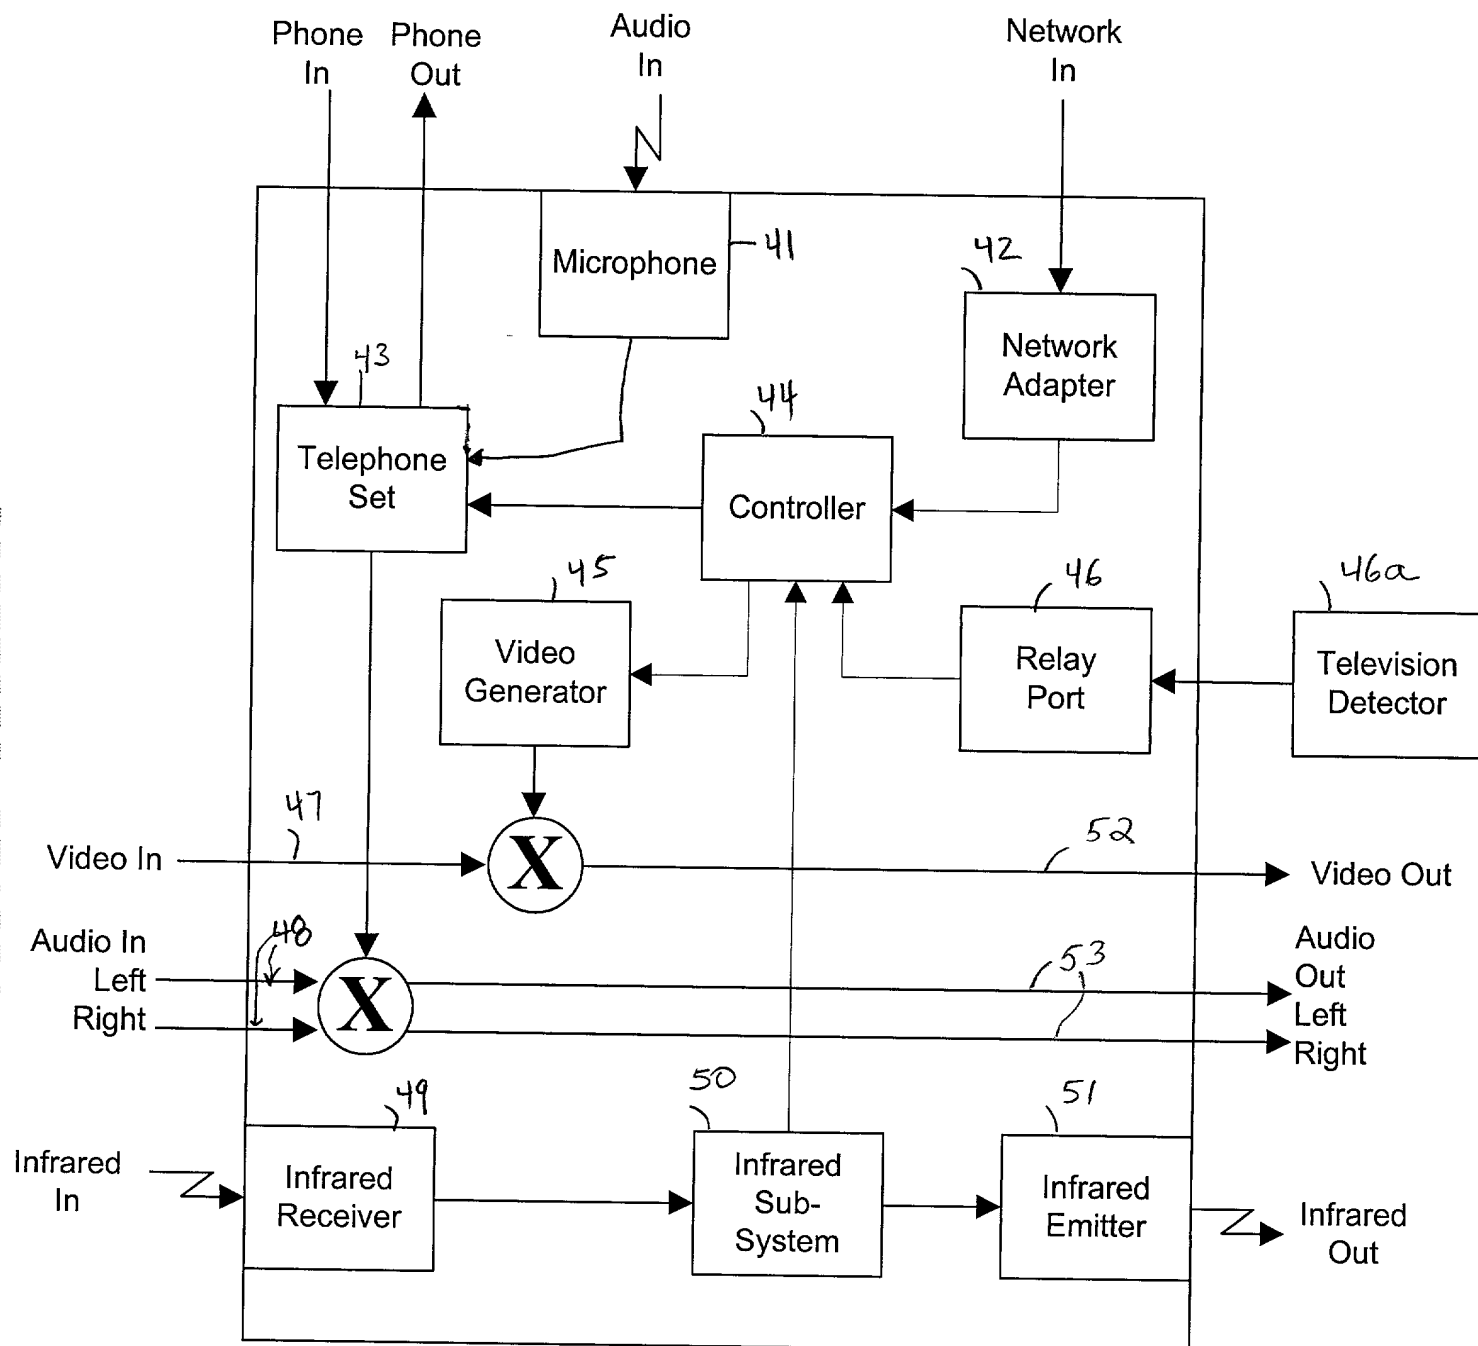 Phone
In
Phone
Out
Audio
In
Network
In
Microphone
41
42
Network
Adapter
43
Telephone
Set
44
Controller
45
Video
Generator
46
Relay
Port
46a
Television
Detector
47
Video In
X
52
Video Out
48
Audio In
Left
Right
X
53
Audio
Out
Left
Right
49
Infrared
In
Infrared
Receiver
50
Infrared
Sub-
System
51
Infrared
Emitter
Infrared
Out